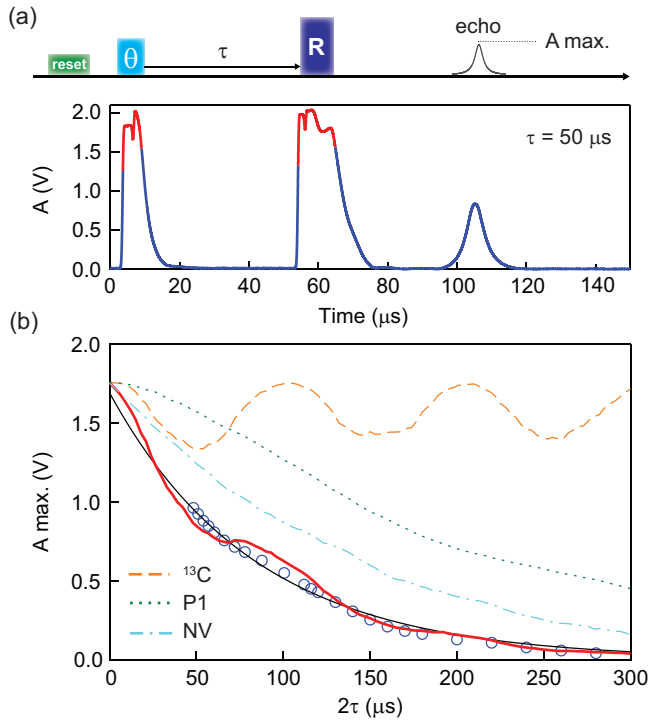 (a)
echo
A max.
reset
θ
τ
R
2.0
1.5
1.0
0.5
0.0
A (V)
τ = 50 μs
0
20
40
60
80
100
120
140
Time (μs)
(b)
2.0
1.5
1.0
0.5
0.0
A max. (V)
¹³C
P1
NV
0
50
100
150
200
250
300
2τ (μs)